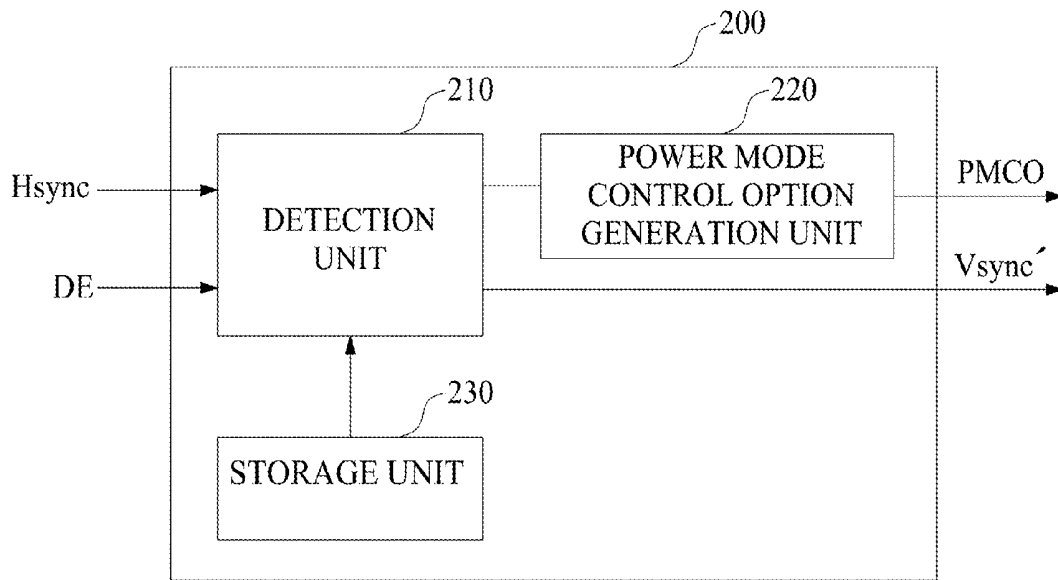 200
210
220
Hsync
DE
DETECTION
UNIT
POWER MODE
CONTROL OPTION
GENERATION UNIT
PMCO
Vsync´
230
STORAGE UNIT